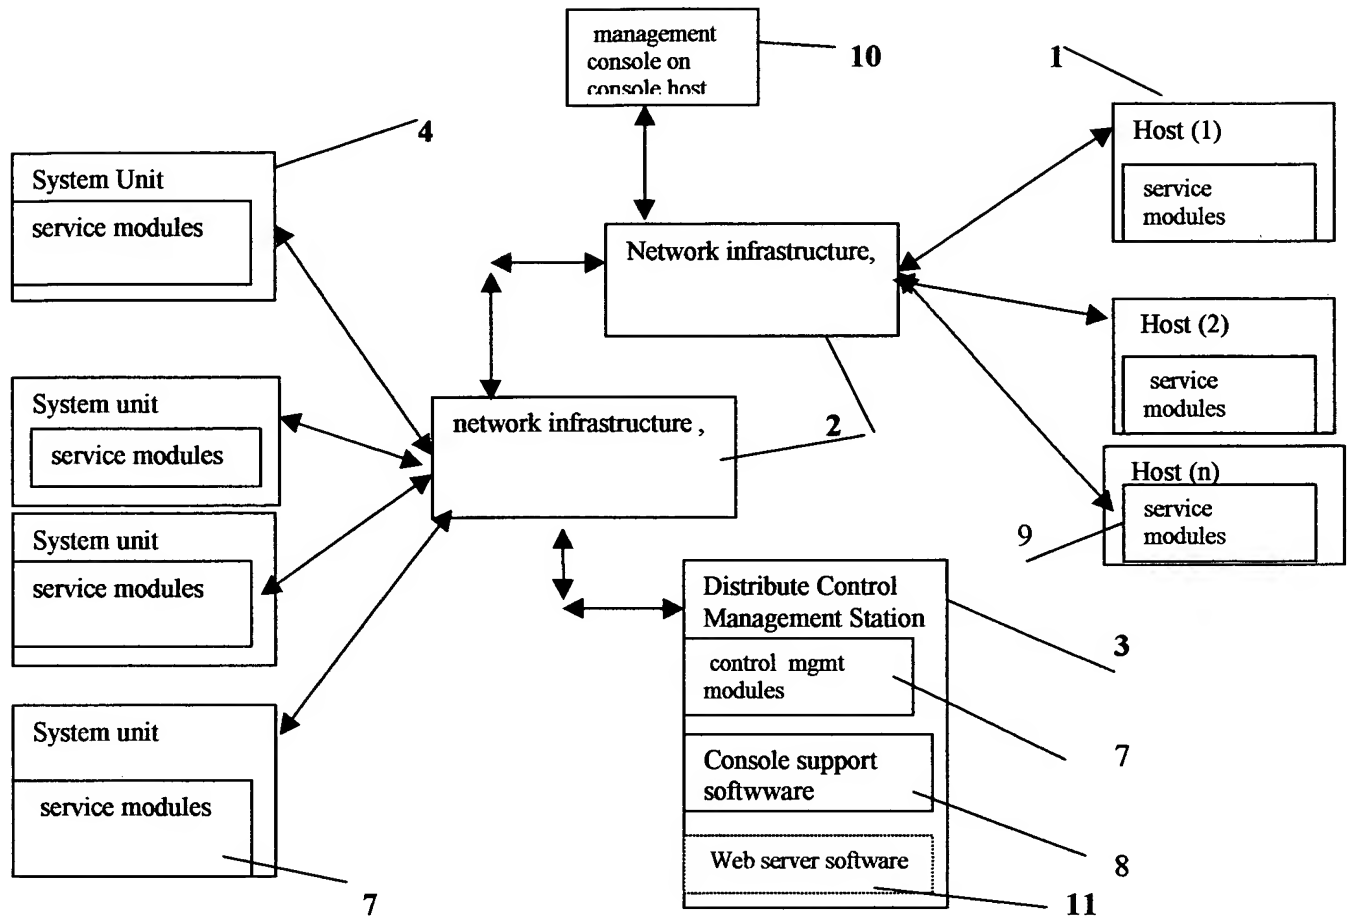 management
console on
console host
10
1
Host (1)
service
modules
4
System Unit
service modules
Network infrastructure,
Host (2)
service
modules
System unit
service modules
network infrastructure ,
2
Host (n)
service
modules
9
System unit
service modules
Distribute Control
Management Station
3
control mgmt
modules
7
System unit
service modules
7
Console support
softwware
8
Web server software
11